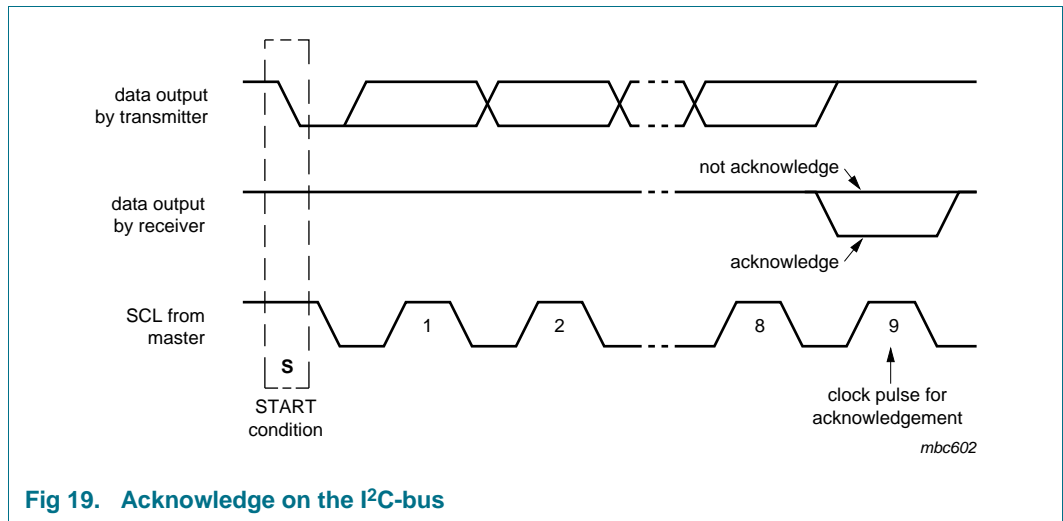 data output
by transmitter
not acknowledge
data output
by receiver
acknowledge
SCL from
master
1
2
8
9
S
START
condition
clock pulse for
acknowledgement
mbc602
Fig 19. Acknowledge on the I²C-bus